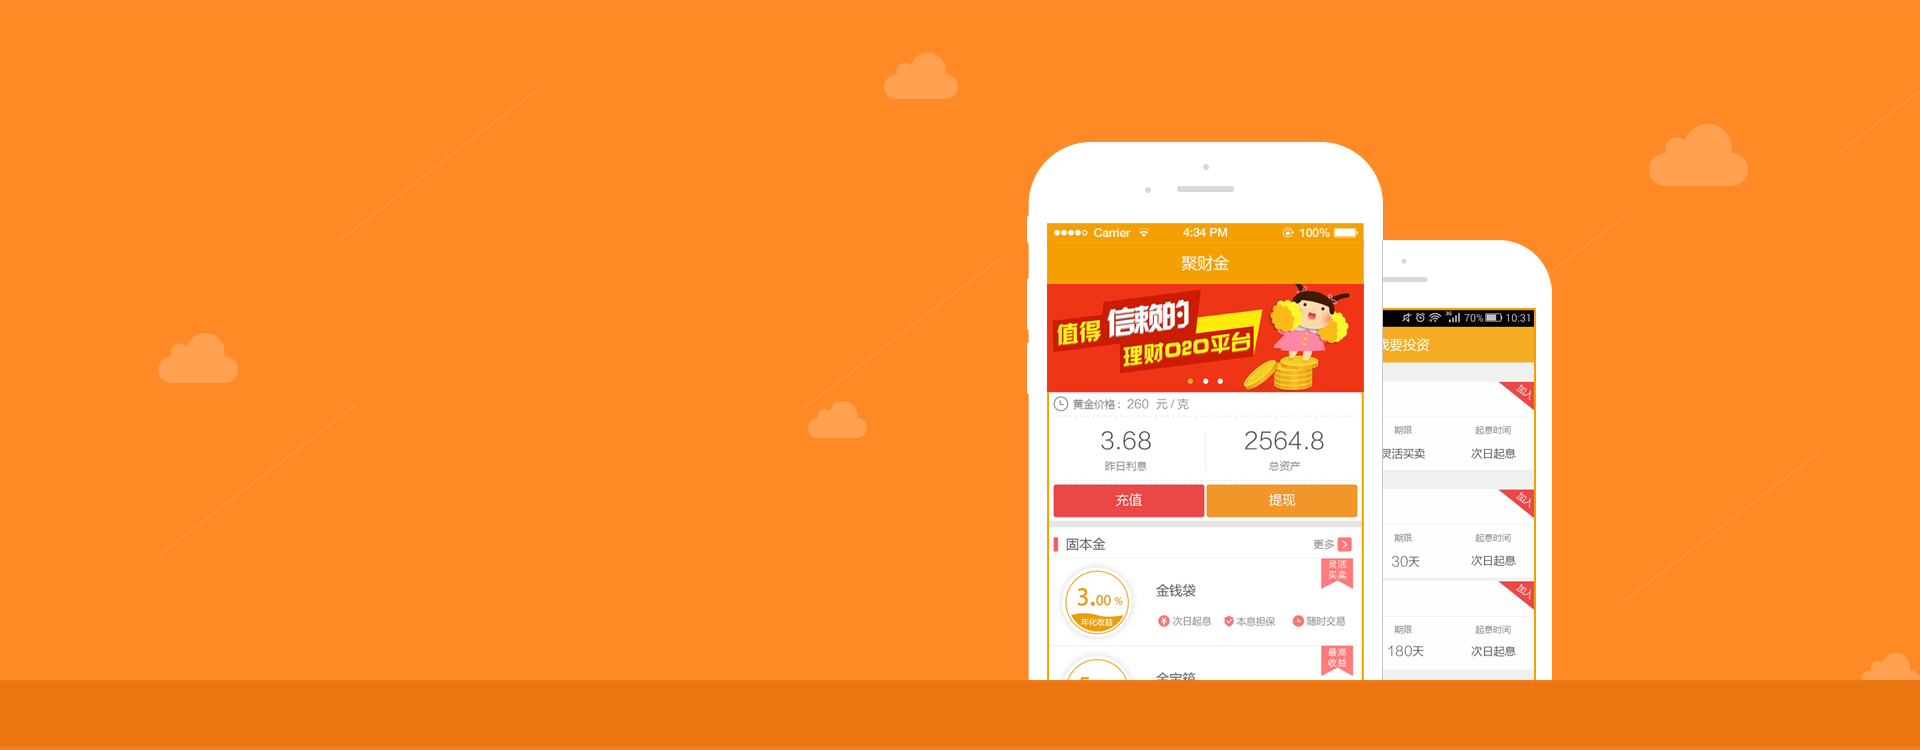 Carrier 4:34 PM 100%
聚财金
值得 信赖的
理财O2O平台
黄金价格：260 元 / 克
3.68 2564.8
昨日利息 总资产
充值 提现
固本金 更多
灵活
买卖
3.00 %
年化收益
金钱袋
次日起息 本息担保 随时交易
最高
收益
3G 70% 10:31
要投资
加入
期限 起息时间
灵活买卖 次日起息
加入
期限 起息时间
30天 次日起息
加入
期限 起息时间
180天 次日起息